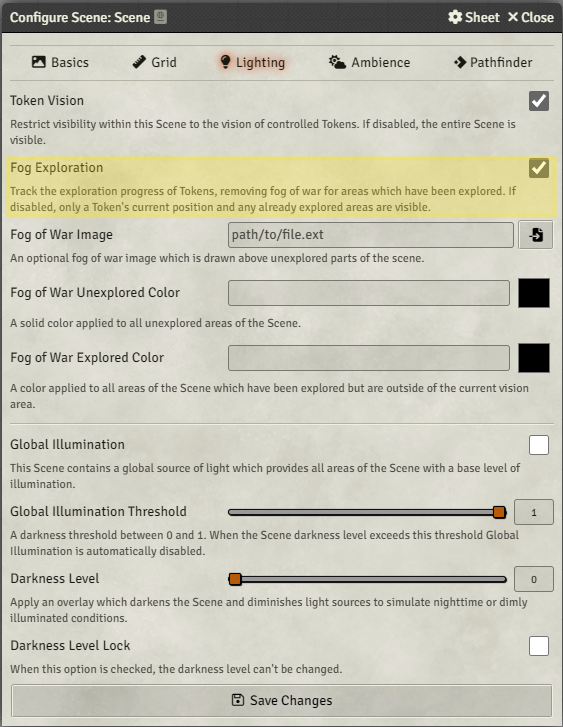 Configure Scene: Scene
Sheet
Close
Basics
Grid
Lighting
Ambience
Pathfinder
Token Vision
Restrict visibility within this Scene to the vision of controlled Tokens. If disabled, the entire Scene is
visible.
Fog Exploration
Track the exploration progress of Tokens, removing fog of war for areas which have been explored. If
disabled, only a Token's current position and any already explored areas are visible.
Fog of War Image
path/to/file.ext
An optional fog of war image which is drawn above unexplored parts of the scene.
Fog of War Unexplored Color
A solid color applied to all unexplored areas of the Scene.
Fog of War Explored Color
A color applied to all areas of the Scene which have been explored but are outside of the current vision
area.
Global Illumination
This Scene contains a global source of light which provides all areas of the Scene with a base level of
illumination.
Global Illumination Threshold
1
A darkness threshold between 0 and 1. When the Scene darkness level exceeds this threshold Global
Illumination is automatically disabled.
Darkness Level
0
Apply an overlay which darkens the Scene and diminishes light sources to simulate nighttime or dimly
illuminated conditions.
Darkness Level Lock
When this option is checked, the darkness level can't be changed.
Save Changes